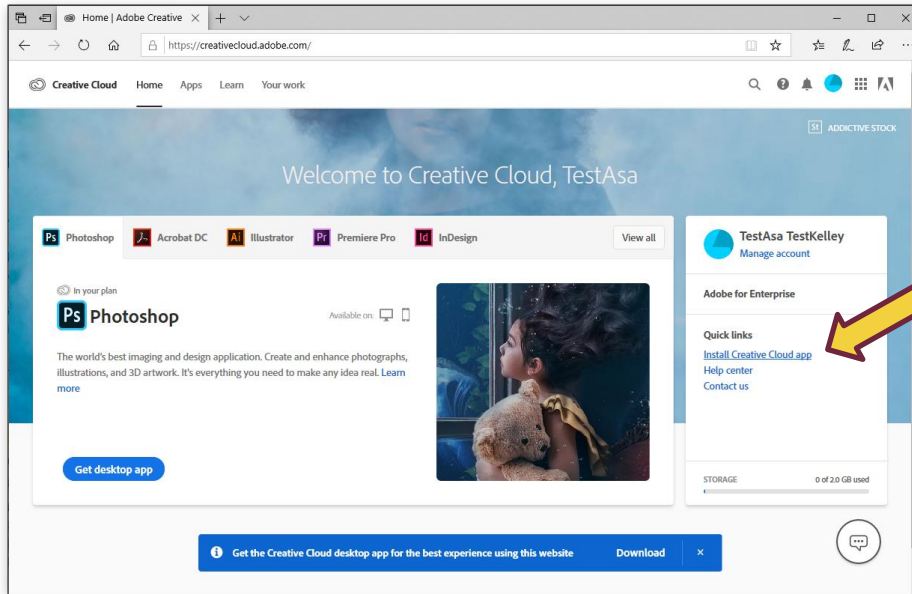 Home | Adobe Creative
https://creativecloud.adobe.com/
Creative Cloud Home Apps Learn Your work
St ADDICTIVE STOCK
Welcome to Creative Cloud, TestAsa
Ps Photoshop Acrobat DC Ai Illustrator Pr Premiere Pro Id InDesign View all
In your plan
Ps Photoshop
Available on:
The world's best imaging and design application. Create and enhance photographs,
illustrations, and 3D artwork. It's everything you need to make any idea real. Learn
more
Get desktop app
TestAsa TestKelley
Manage account
Adobe for Enterprise
Quick links
Install Creative Cloud app
Help center
Contact us
STORAGE 0 of 2.0 GB used
Get the Creative Cloud desktop app for the best experience using this website Download